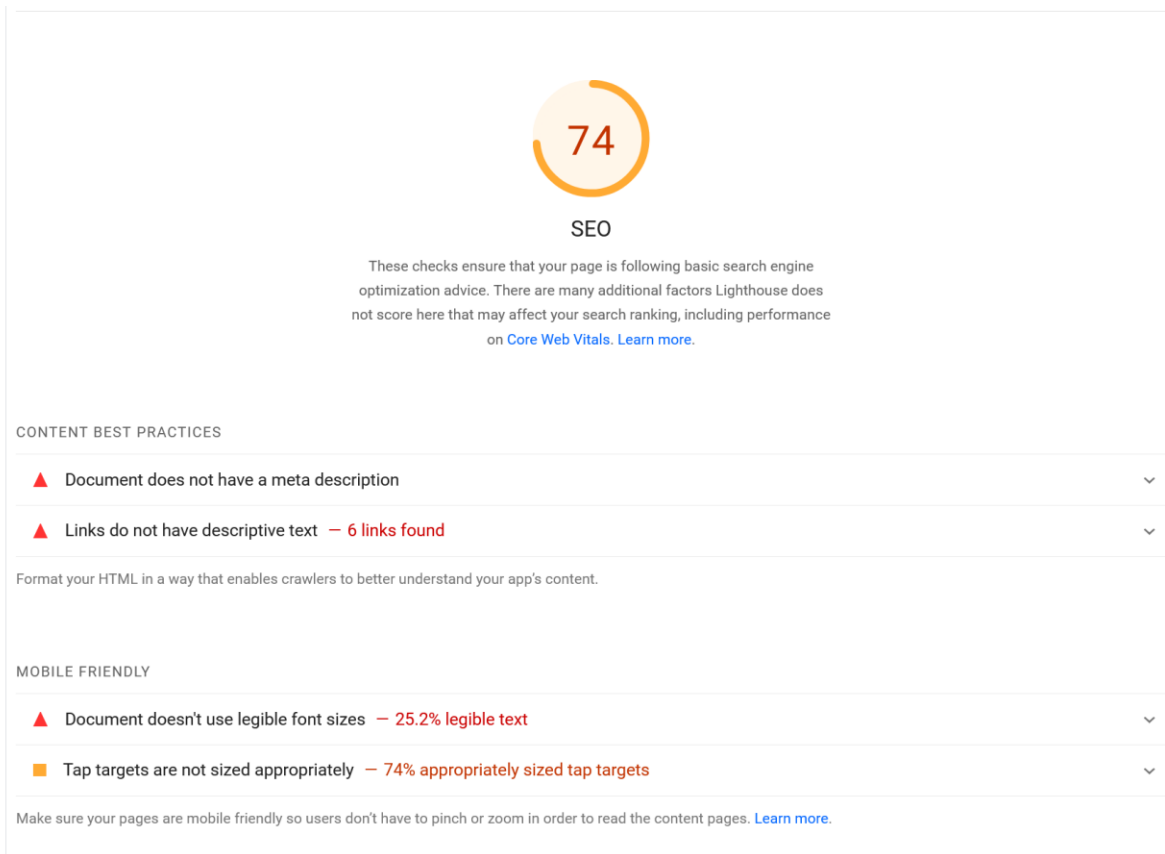 74
SEO
These checks ensure that your page is following basic search engine
optimization advice. There are many additional factors Lighthouse does
not score here that may affect your search ranking, including performance
on Core Web Vitals. Learn more.
CONTENT BEST PRACTICES
Document does not have a meta description
Links do not have descriptive text — 6 links found
Format your HTML in a way that enables crawlers to better understand your app's content.
MOBILE FRIENDLY
Document doesn't use legible font sizes — 25.2% legible text
Tap targets are not sized appropriately — 74% appropriately sized tap targets
Make sure your pages are mobile friendly so users don't have to pinch or zoom in order to read the content pages. Learn more.